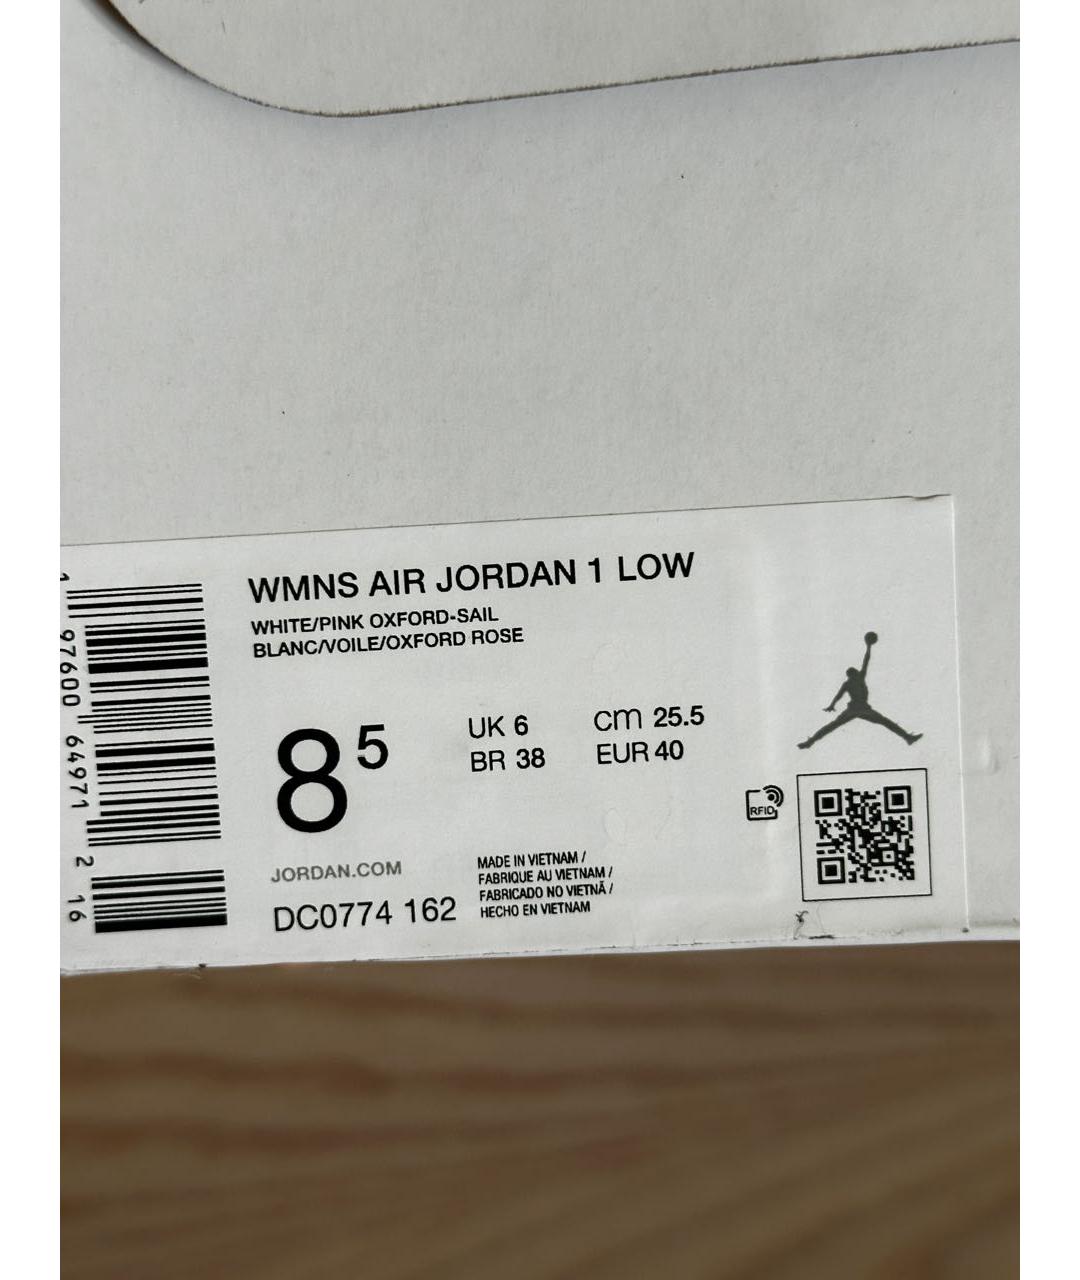 WMNS AIR JORDAN 1 LOW
WHITE/PINK OXFORD-SAIL
BLANC/VOILE/OXFORD ROSE
8 5
UK 6
BR 38
cm 25.5
EUR 40
RFID
JORDAN.COM
DC0774 162
MADE IN VIETNAM /
FABRIQUE AU VIETNAM /
FABRICADO NO VIETNÃ /
HECHO EN VIETNAM
1 97600 64971 2 16